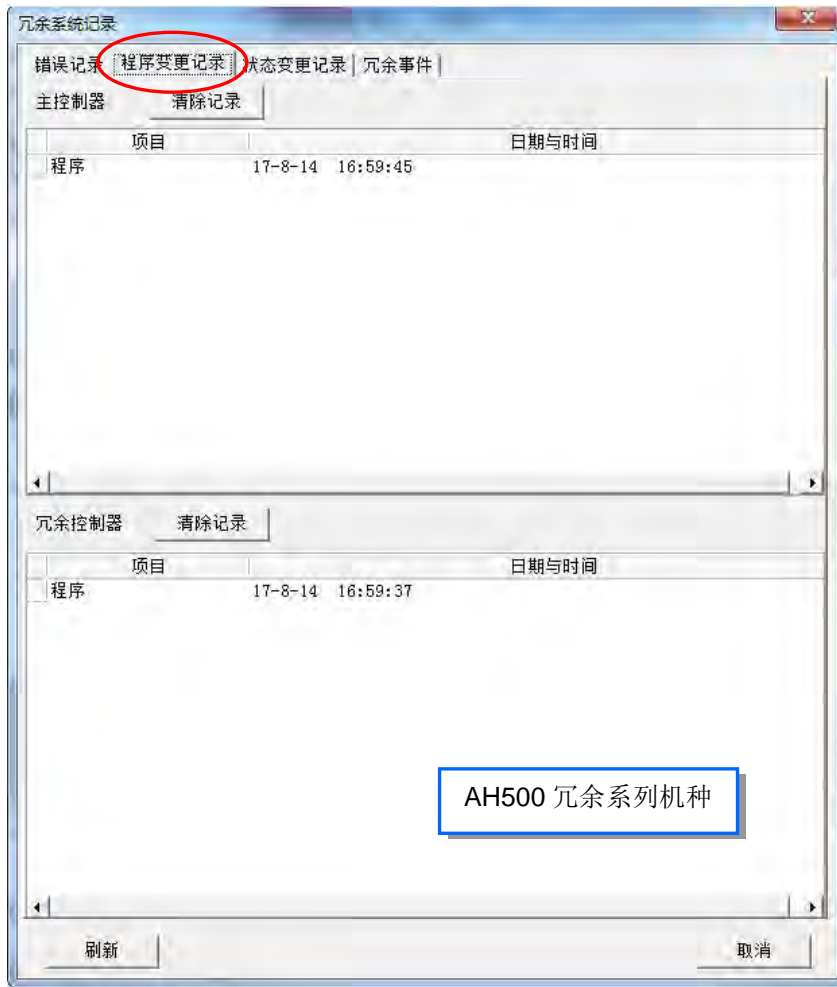 冗余系统记录
错误记录 程序变更记录 状态变更记录 冗余事件
主控制器 清除记录
项目 日期与时间
程序 17-8-14 16:59:45
冗余控制器 清除记录
项目 日期与时间
程序 17-8-14 16:59:37
AH500 冗余系列机种
刷新 取消